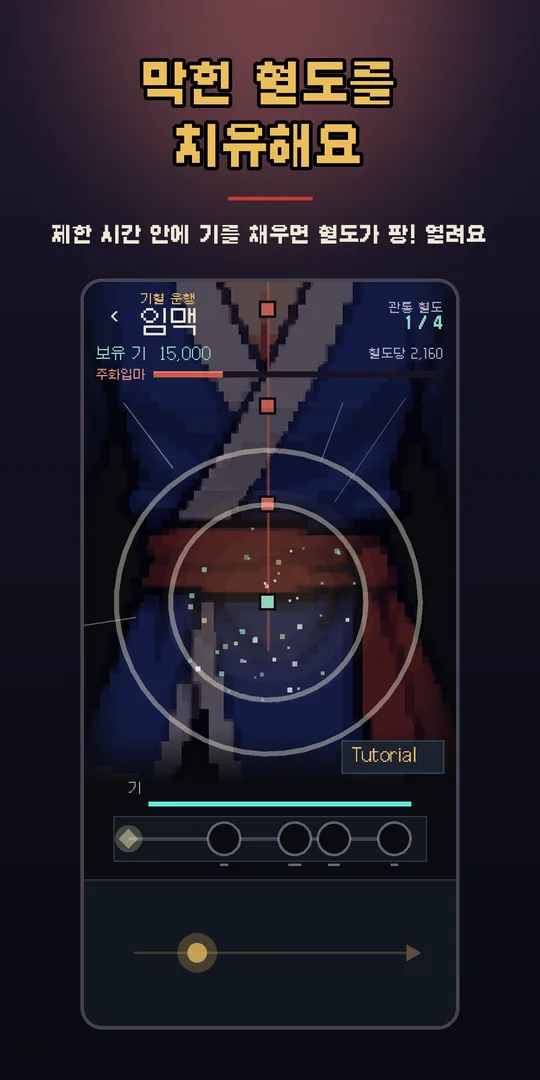 막힌 혈도를
치유해요
제한 시간 안에 기를 채우면 혈도가 팡! 열려요
기혈 운행
임맥
관통 혈도
1 / 4
보유 기 15,000
혈도당 2,160
주화입마
Tutorial
기